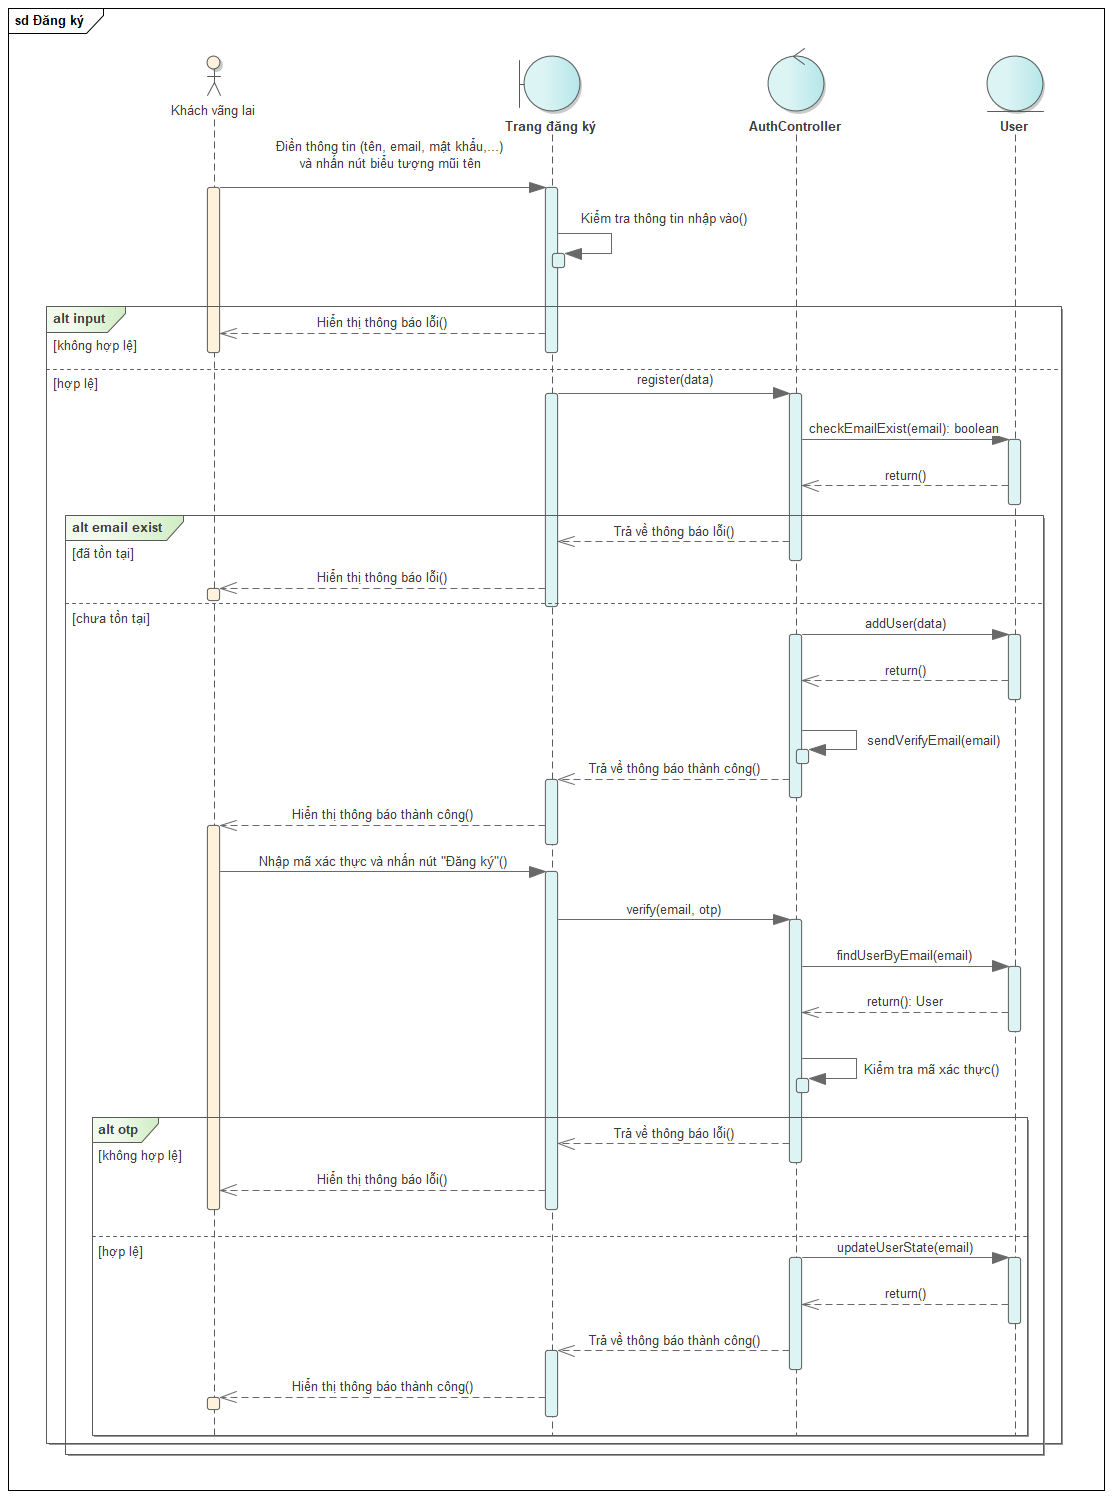 sd Đăng ký
Khách vãng lai
Trang đăng ký
AuthController
User
Điền thông tin (tên, email, mật khẩu,...)
và nhấn nút biểu tượng mũi tên
Kiểm tra thông tin nhập vào()
alt input
Hiển thị thông báo lỗi()
[không hợp lệ]
[hợp lệ]
register(data)
checkEmailExist(email): boolean
return()
alt email exist
Trả về thông báo lỗi()
[đã tồn tại]
Hiển thị thông báo lỗi()
[chưa tồn tại]
addUser(data)
return()
sendVerifyEmail(email)
Trả về thông báo thành công()
Hiển thị thông báo thành công()
Nhập mã xác thực và nhấn nút "Đăng ký"()
verify(email, otp)
findUserByEmail(email)
return(): User
Kiểm tra mã xác thực()
alt otp
Trả về thông báo lỗi()
[không hợp lệ]
Hiển thị thông báo lỗi()
[hợp lệ]
updateUserState(email)
return()
Trả về thông báo thành công()
Hiển thị thông báo thành công()